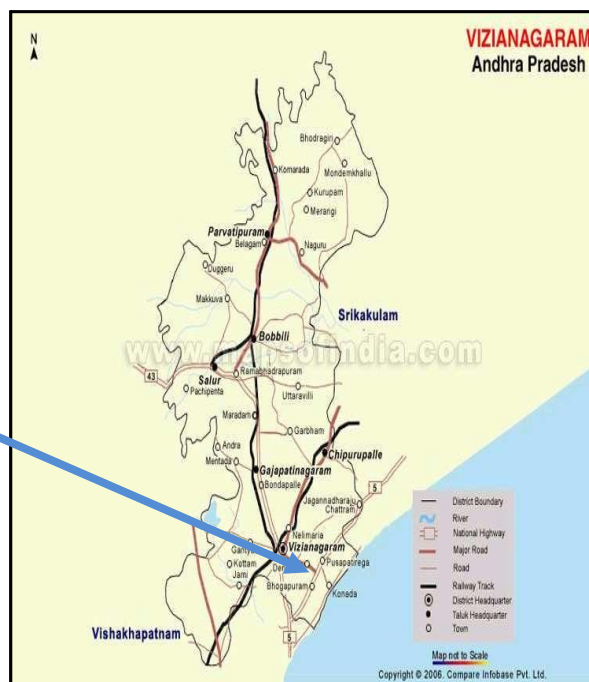 VIZIANAGARAM
Andhra Pradesh
N
Bhodragiri
Mondemkhallu
Komarada
Kurupam
Merangi
Parvatipuram
Belagam
Naguru
Duggeru
Makkuva
Srikakulam
Bobbili
www.mapsofindia.com
43
Salur
Ramabhadrapuram
Pachipenta
Uttaravilli
Maradam
Garbham
Andra
Mentada
Chipurupalle
Gajapatinagaram
Bondapalle
5
Jagannadharaju
Chattram
Nelimarla
Vizianagaram
Kottam
Jami
Pusapatirega
Bhogapuram
Konada
Vishakhapatnam
5
District Boundary
River
National Highway
Major Road
Road
Railway Track
District Headquarter
Taluk Headquarter
Town
Map not to Scale
Copyright © 2006. Compare Infobase Pvt. Ltd.